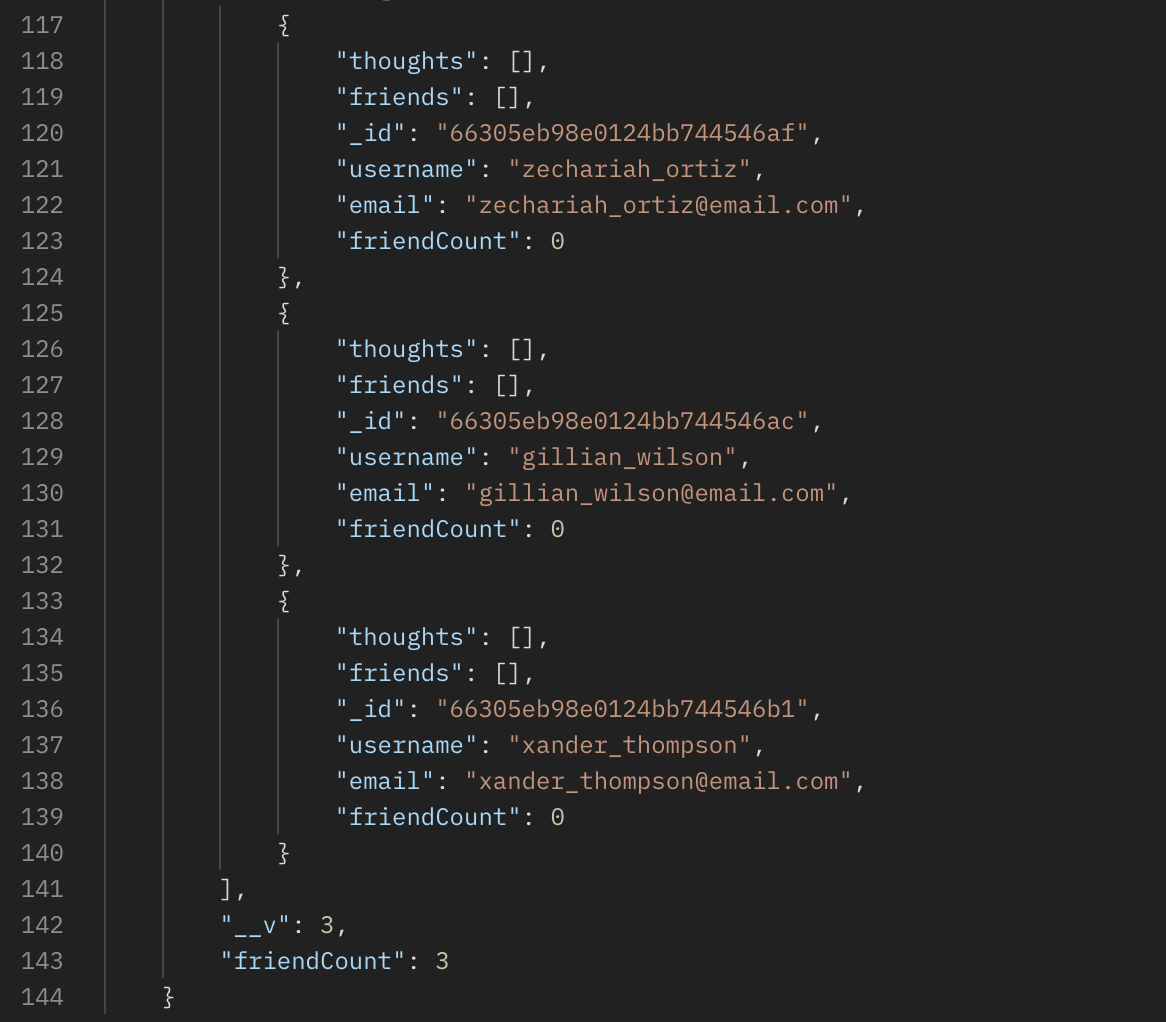 117 {
118 "thoughts": [],
119 "friends": [],
120 "_id": "66305eb98e0124bb744546af",
121 "username": "zechariah_ortiz",
122 "email": "zechariah_ortiz@email.com",
123 "friendCount": 0
124 },
125 {
126 "thoughts": [],
127 "friends": [],
128 "_id": "66305eb98e0124bb744546ac",
129 "username": "gillian_wilson",
130 "email": "gillian_wilson@email.com",
131 "friendCount": 0
132 },
133 {
134 "thoughts": [],
135 "friends": [],
136 "_id": "66305eb98e0124bb744546b1",
137 "username": "xander_thompson",
138 "email": "xander_thompson@email.com",
139 "friendCount": 0
140 }
141 ],
142 "__v": 3,
143 "friendCount": 3
144 }